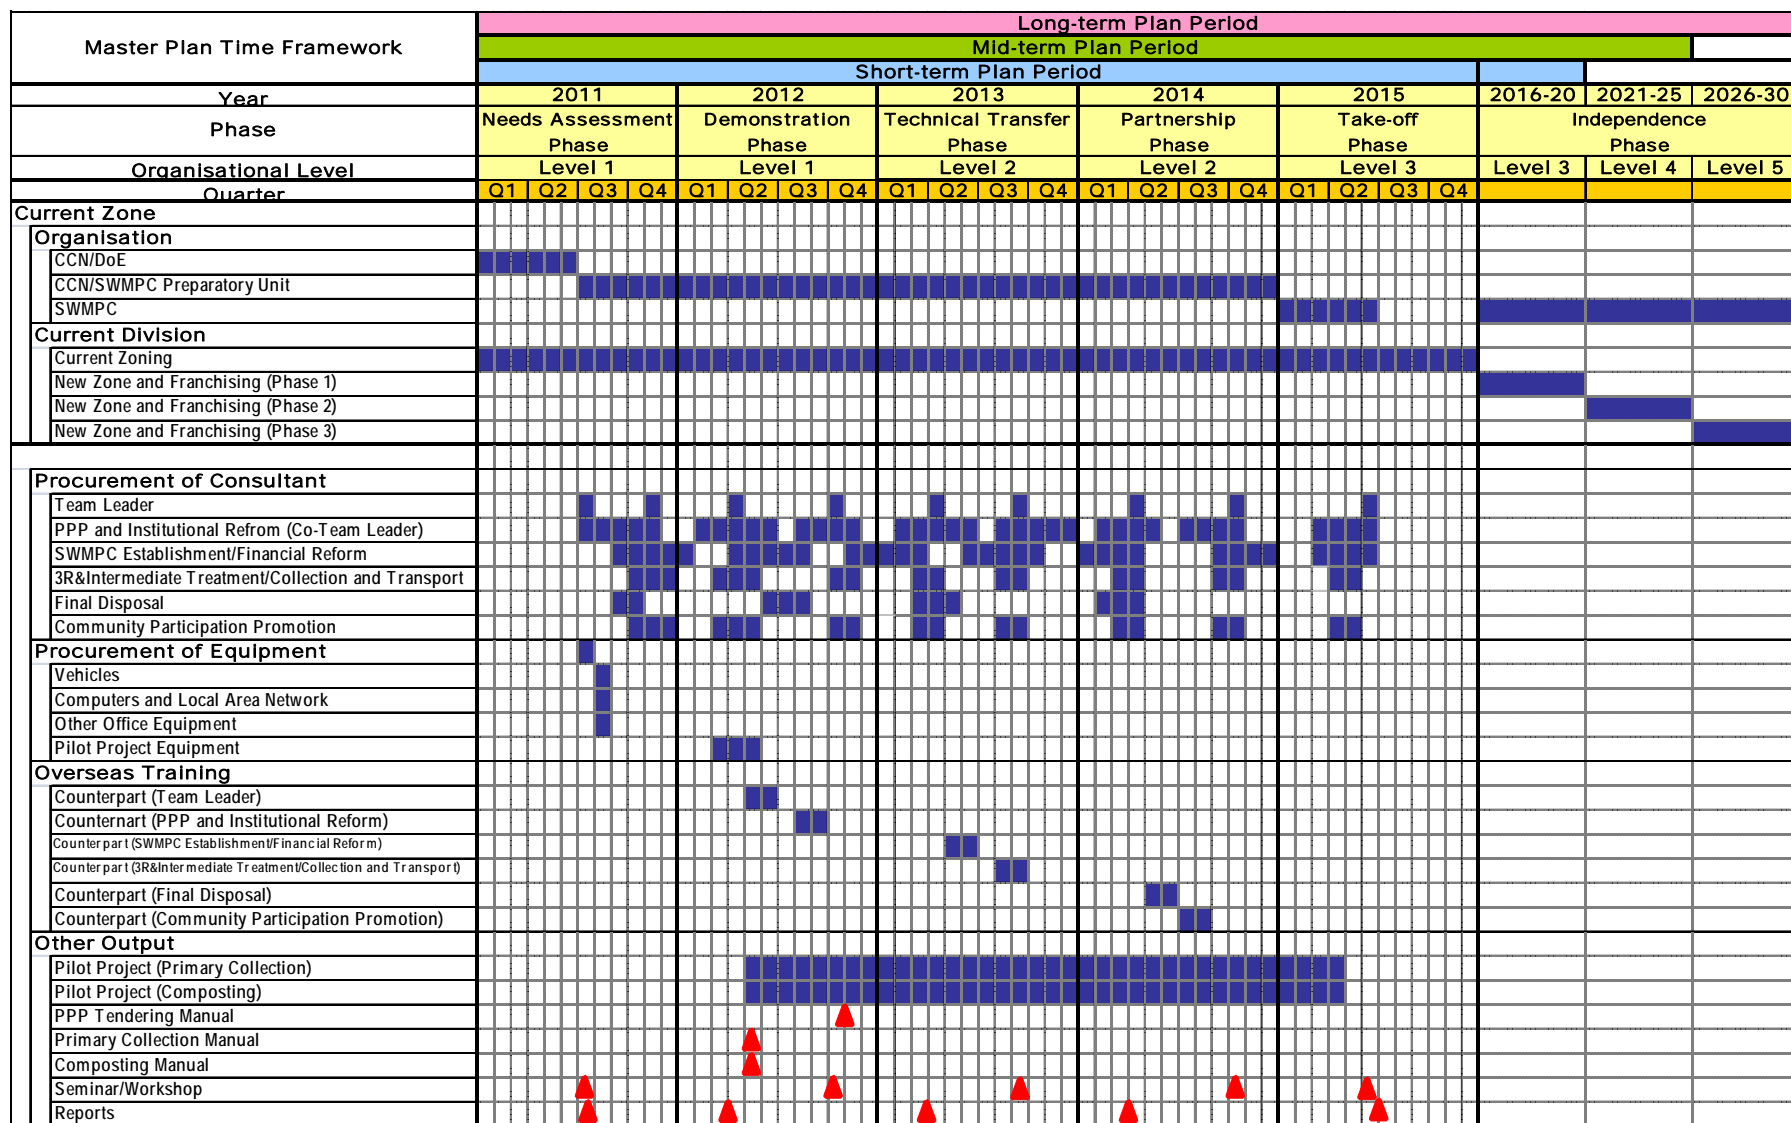 Long-term Plan Period
Master Plan Time Framework
Mid-term Plan Period
Short-term Plan Period
Year 2011 2012 2013 2014 2015 2016-20 2021-25 2026-30
Phase
Needs Assessment Demonstration Technical Transfer Partnership Take-off Independence
Phase Phase Phase Phase Phase Phase
Organisational Level Level 1 Level 1 Level 2 Level 2 Level 3 Level 3 Level 4 Level 5
Quarter Q1 Q2 Q3 Q4 Q1 Q2 Q3 Q4 Q1 Q2 Q3 Q4 Q1 Q2 Q3 Q4 Q1 Q2 Q3 Q4
Current Zone
Organisation
CCN/DoE
CCN/SWMPC Preparatory Unit
SWMPC
Current Division
Current Zoning
New Zone and Franchising (Phase 1)
New Zone and Franchising (Phase 2)
New Zone and Franchising (Phase 3)
Procurement of Consultant
Team Leader
PPP and Institutional Refrom (Co-Team Leader)
SWMPC Establishment/Financial Reform
3R&Intermediate Treatment/Collection and Transport
Final Disposal
Community Participation Promotion
Procurement of Equipment
Vehicles
Computers and Local Area Network
Other Office Equipment
Pilot Project Equipment
Overseas Training
Counterpart (Team Leader)
Counternart (PPP and Institutional Reform)
Counterpart (SWMPC Establishment/Financial Reform)
Counterpart (3R&Intermediate Treatment/Collection and Transport)
Counterpart (Final Disposal)
Counterpart (Community Participation Promotion)
Other Output
Pilot Project (Primary Collection)
Pilot Project (Composting)
PPP Tendering Manual
Primary Collection Manual
Composting Manual
Seminar/Workshop
Reports